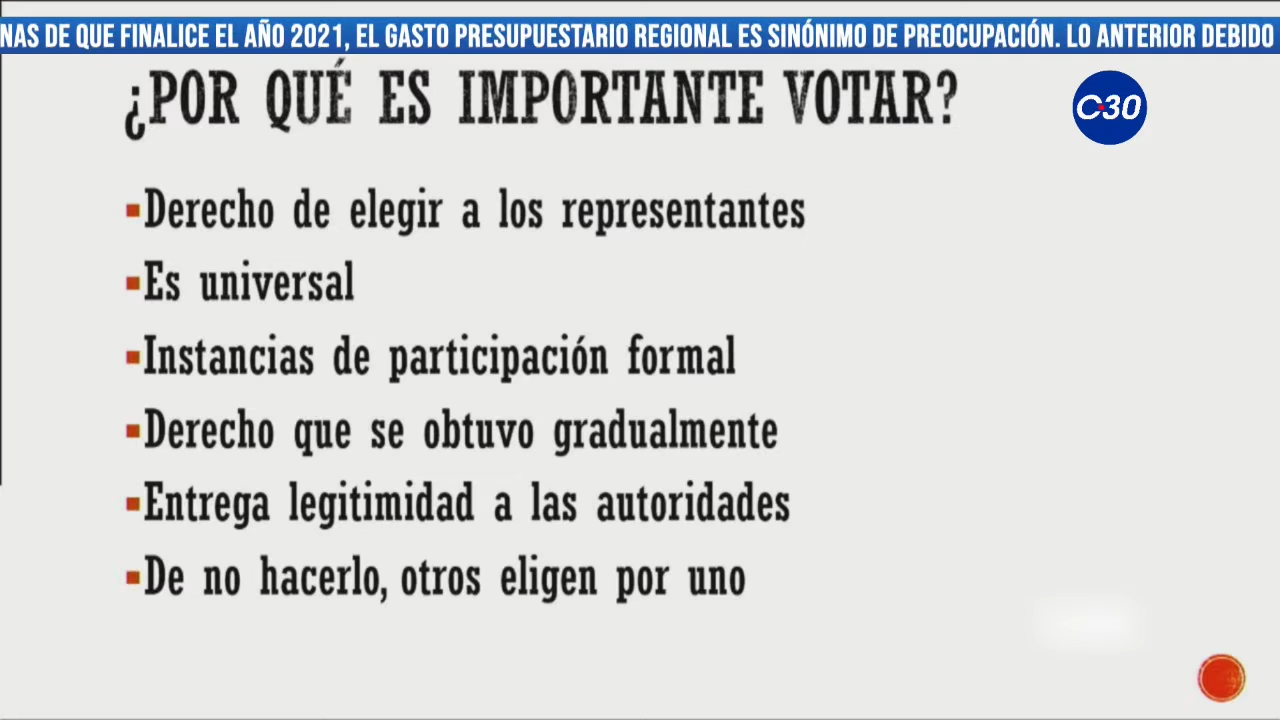 NAS DE QUE FINALICE EL AÑO 2021, EL GASTO PRESUPUESTARIO REGIONAL ES SINÓNIMO DE PREOCUPACIÓN. LO ANTERIOR DEBIDO
¿POR QUÉ ES IMPORTANTE VOTAR?
C30
Derecho de elegir a los representantes
Es universal
Instancias de participación formal
Derecho que se obtuvo gradualmente
Entrega legitimidad a las autoridades
De no hacerlo, otros eligen por uno